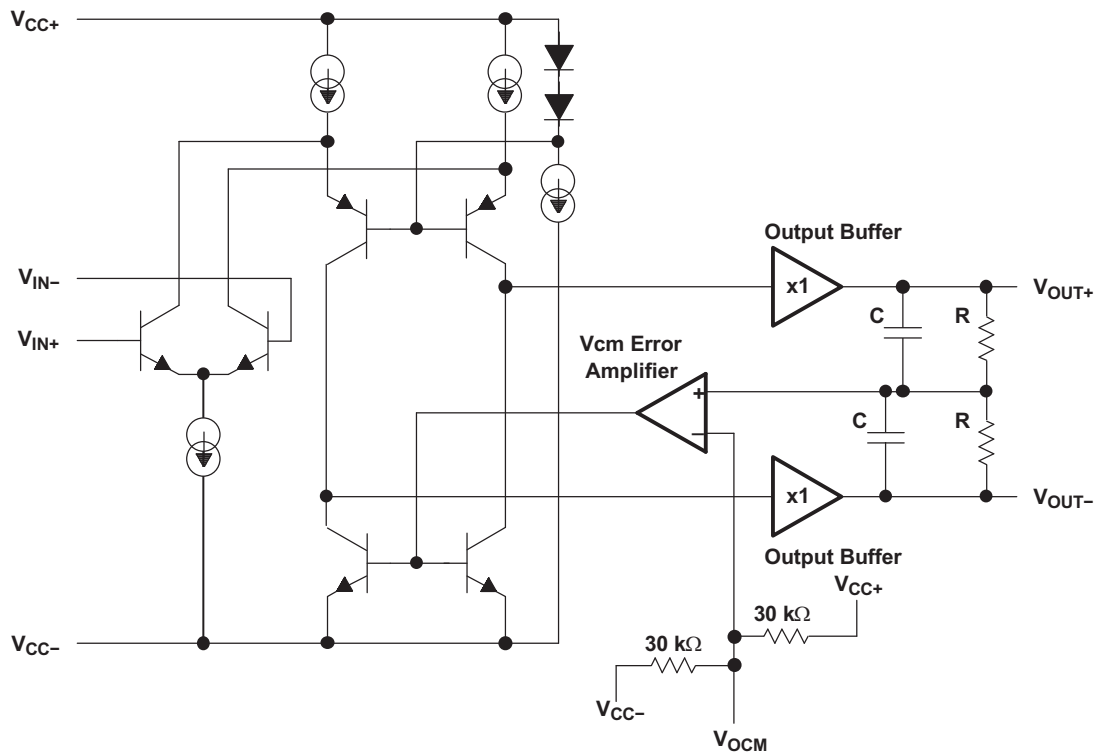 VCC+
Output Buffer
VIN−
x1
VOUT+
C
R
VIN+
Vcm Error
Amplifier
+
−
C
R
x1
VOUT−
Output Buffer
VCC+
30 kΩ
VCC−
30 kΩ
VCC−
VOCM